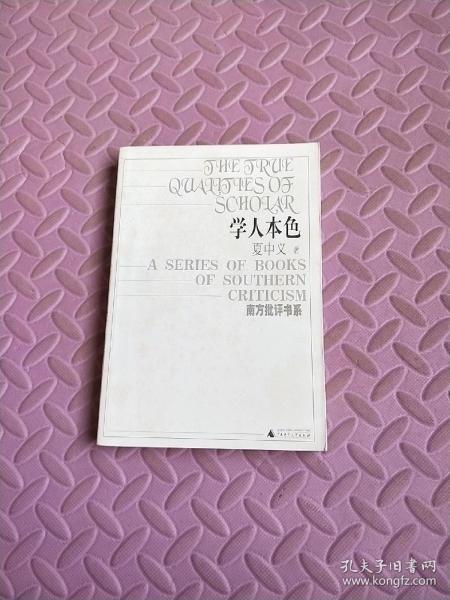 THE TRUE
QUALITIES OF
SCHOLAR
学人本色
夏中义 著
A SERIES OF BOOKS
OF SOUTHERN
CRITICISM
南方批评书系
孔夫子旧书网
www.kongfz.com